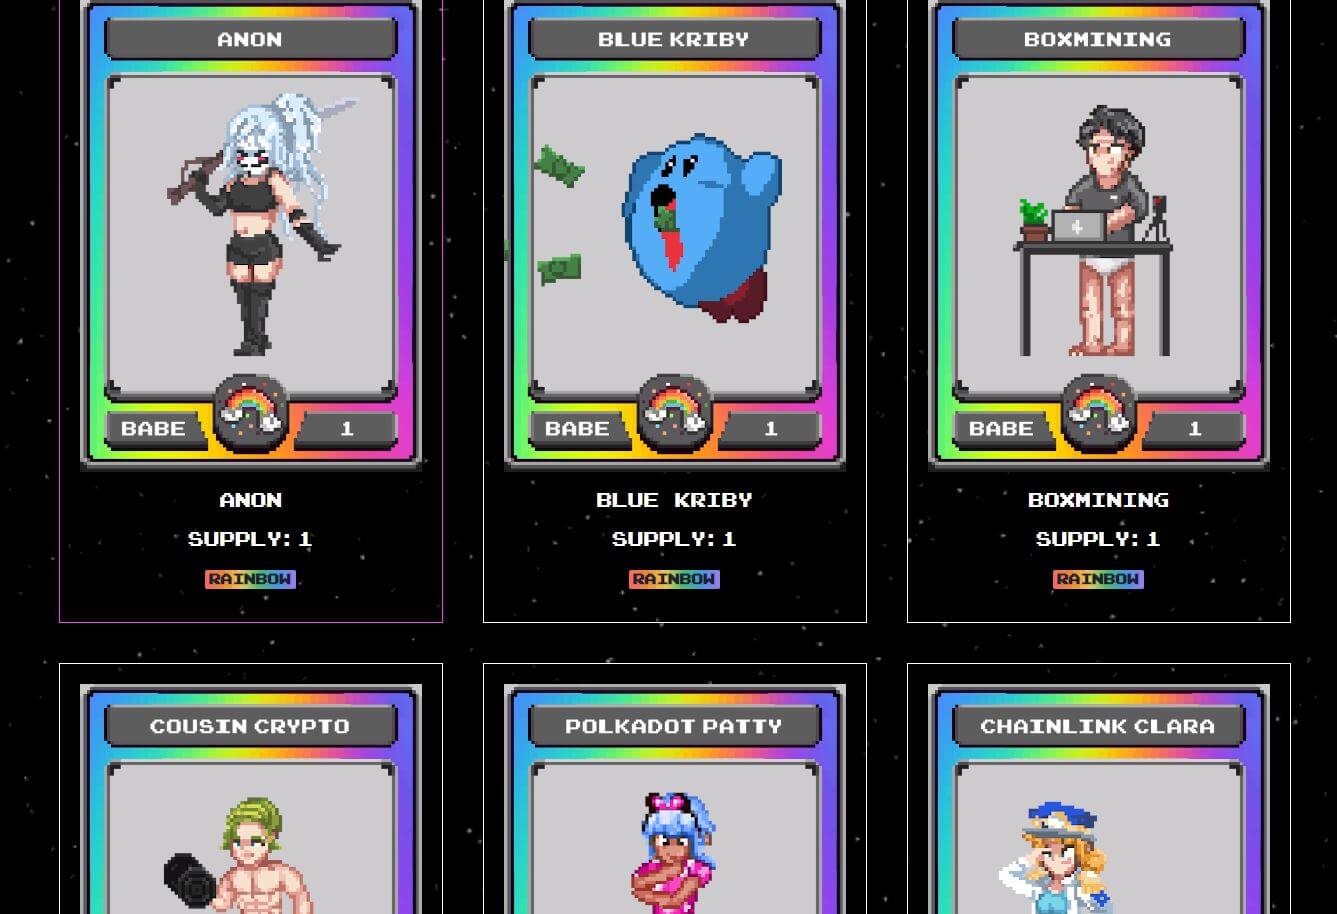 ANON
BLUE KRIBY
BOXMINING
BABE 1
BABE 1
BABE 1
ANON
BLUE KRIBY
BOXMINING
SUPPLY: 1
SUPPLY: 1
SUPPLY: 1
RAINBOW
RAINBOW
RAINBOW
COUSIN CRYPTO
POLKADOT PATTY
CHAINLINK CLARA